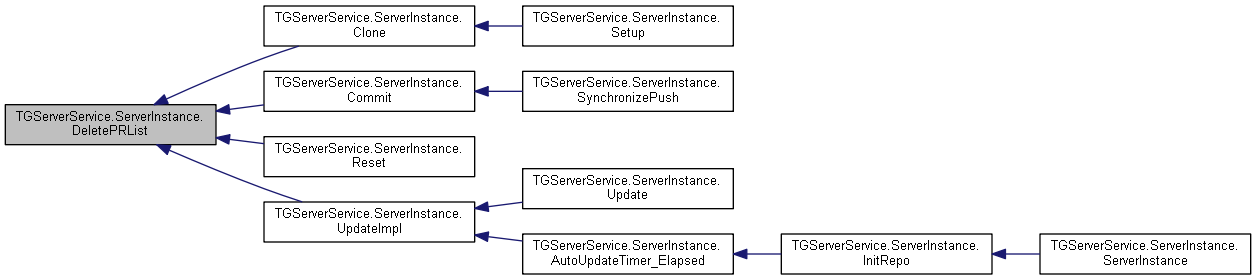 TGServerService.ServerInstance.
DeletePRList
TGServerService.ServerInstance.
Clone
TGServerService.ServerInstance.
Setup
TGServerService.ServerInstance.
Commit
TGServerService.ServerInstance.
SynchronizePush
TGServerService.ServerInstance.
Reset
TGServerService.ServerInstance.
UpdateImpl
TGServerService.ServerInstance.
Update
TGServerService.ServerInstance.
AutoUpdateTimer_Elapsed
TGServerService.ServerInstance.
InitRepo
TGServerService.ServerInstance.
ServerInstance